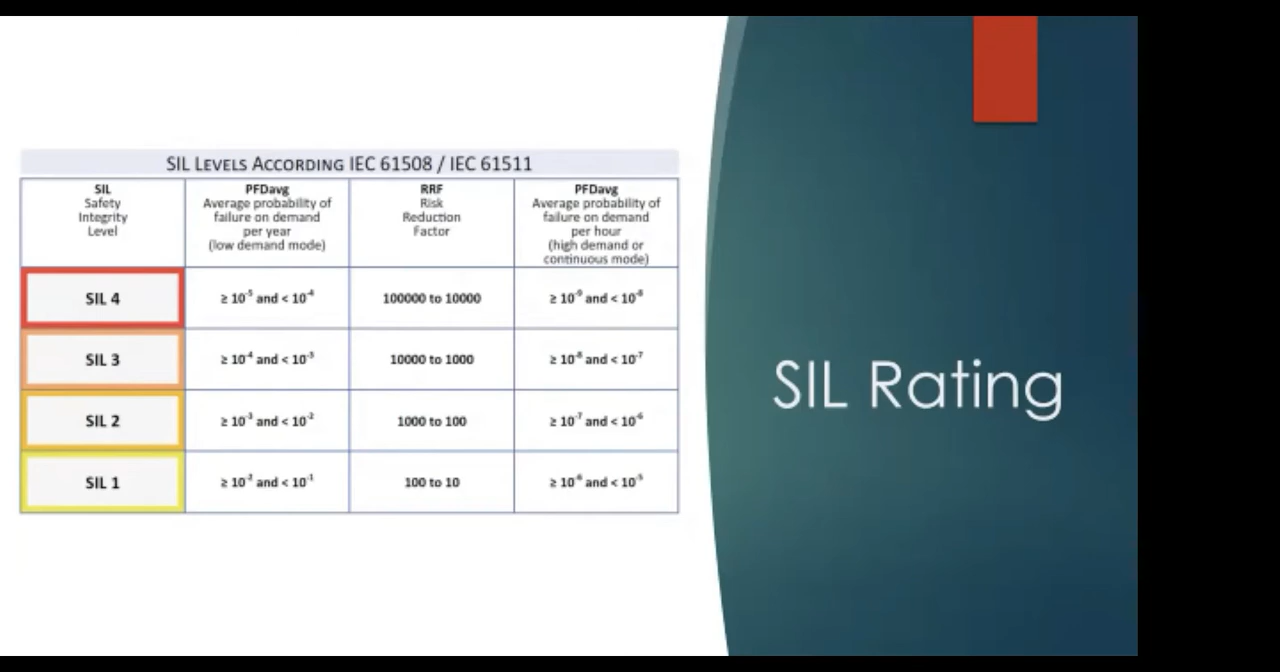 SIL LEVELS ACCORDING IEC 61508 / IEC 61511
SIL
Safety
Integrity
Level
PFDavg
Average probability of
failure on demand
per year
(low demand mode)
RRF
Risk
Reduction
Factor
PFDavg
Average probability of
failure on demand
per hour
(high demand or
continuous mode)
SIL 4
≥ 10⁻⁵ and < 10⁻⁴
100000 to 10000
≥ 10⁻⁹ and < 10⁻⁸
SIL 3
≥ 10⁻⁴ and < 10⁻³
10000 to 1000
≥ 10⁻⁸ and < 10⁻⁷
SIL 2
≥ 10⁻³ and < 10⁻²
1000 to 100
≥ 10⁻⁷ and < 10⁻⁶
SIL 1
≥ 10⁻² and < 10⁻¹
100 to 10
≥ 10⁻⁶ and < 10⁻⁵
SIL Rating